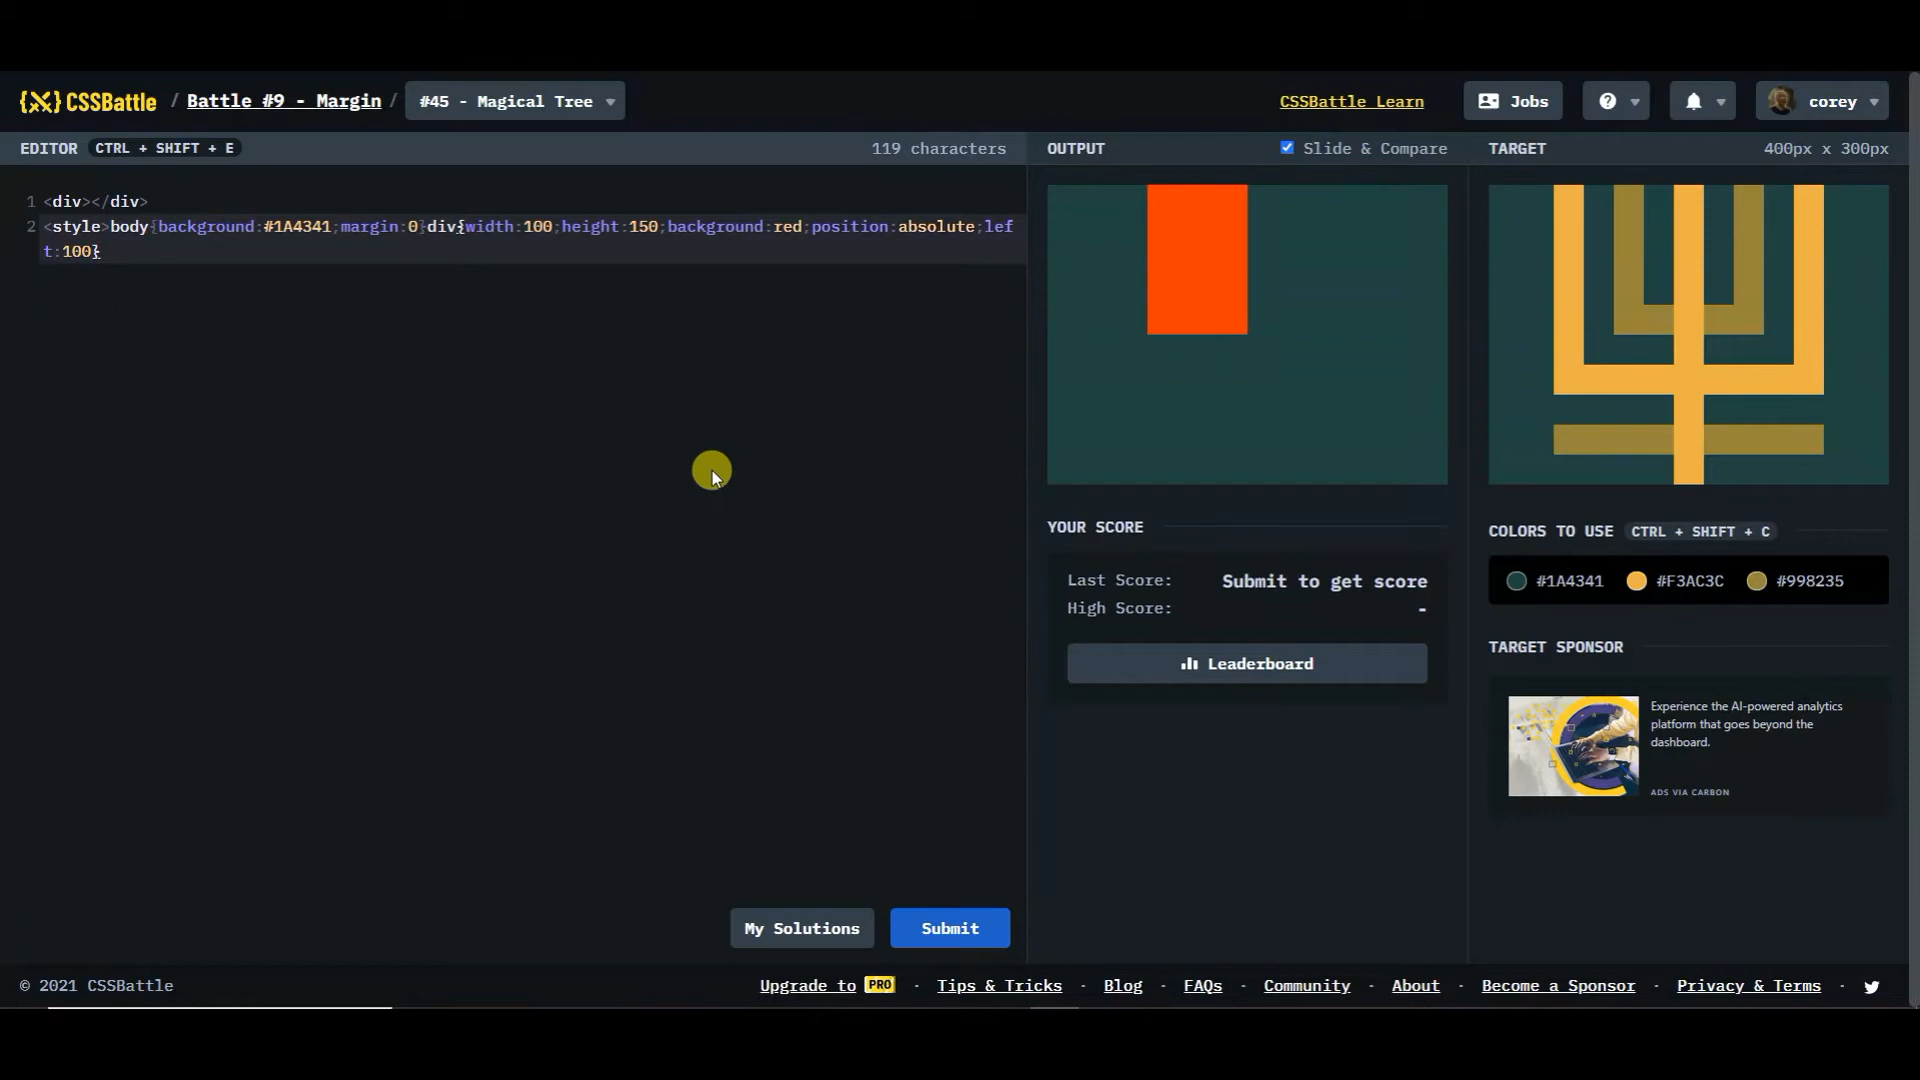 {X} CSSBattle / Battle #9 - Margin / #45 - Magical Tree
CSSBattle Learn
Jobs
?
corey
EDITOR CTRL + SHIFT + E
119 characters
OUTPUT
Slide & Compare
TARGET
400px x 300px
1 <div></div>
2 <style>body{background:#1A4341;margin:0}div{width:100;height:150;background:red;position:absolute;lef
t:100}
YOUR SCORE
Last Score: Submit to get score
High Score: -
Leaderboard
COLORS TO USE CTRL + SHIFT + C
#1A4341 #F3AC3C #998235
TARGET SPONSOR
Experience the AI-powered analytics
platform that goes beyond the
dashboard.
ADS VIA CARBON
My Solutions
Submit
© 2021 CSSBattle
Upgrade to PRO · Tips & Tricks · Blog · FAQs · Community · About · Become a Sponsor · Privacy & Terms ·